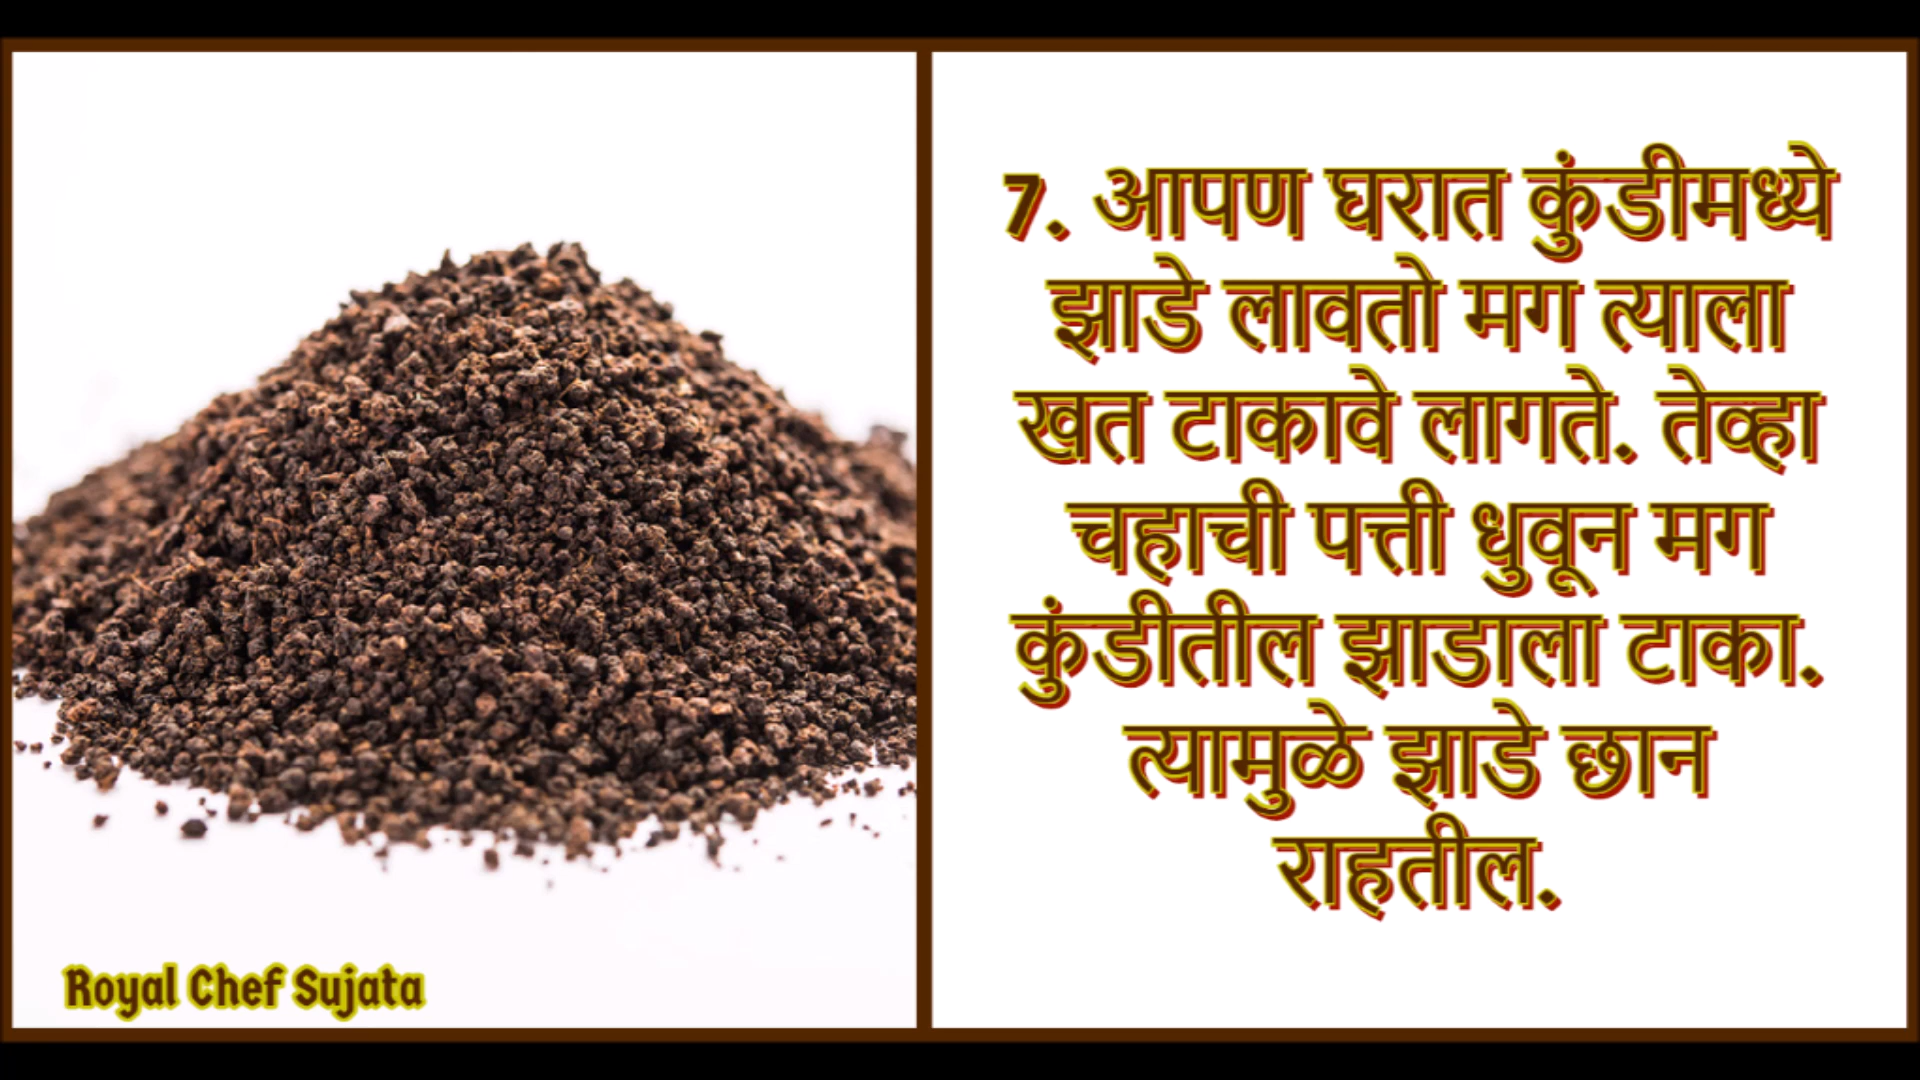 7. आपण घरात कुंडीमध्ये
झाडे लावतो मग त्याला
खत टाकावे लागते. तेव्हा
चहाची पत्ती धुवून मग
कुंडीतील झाडाला टाका.
त्यामुळे झाडे छान
राहतील.
Royal Chef Sujata